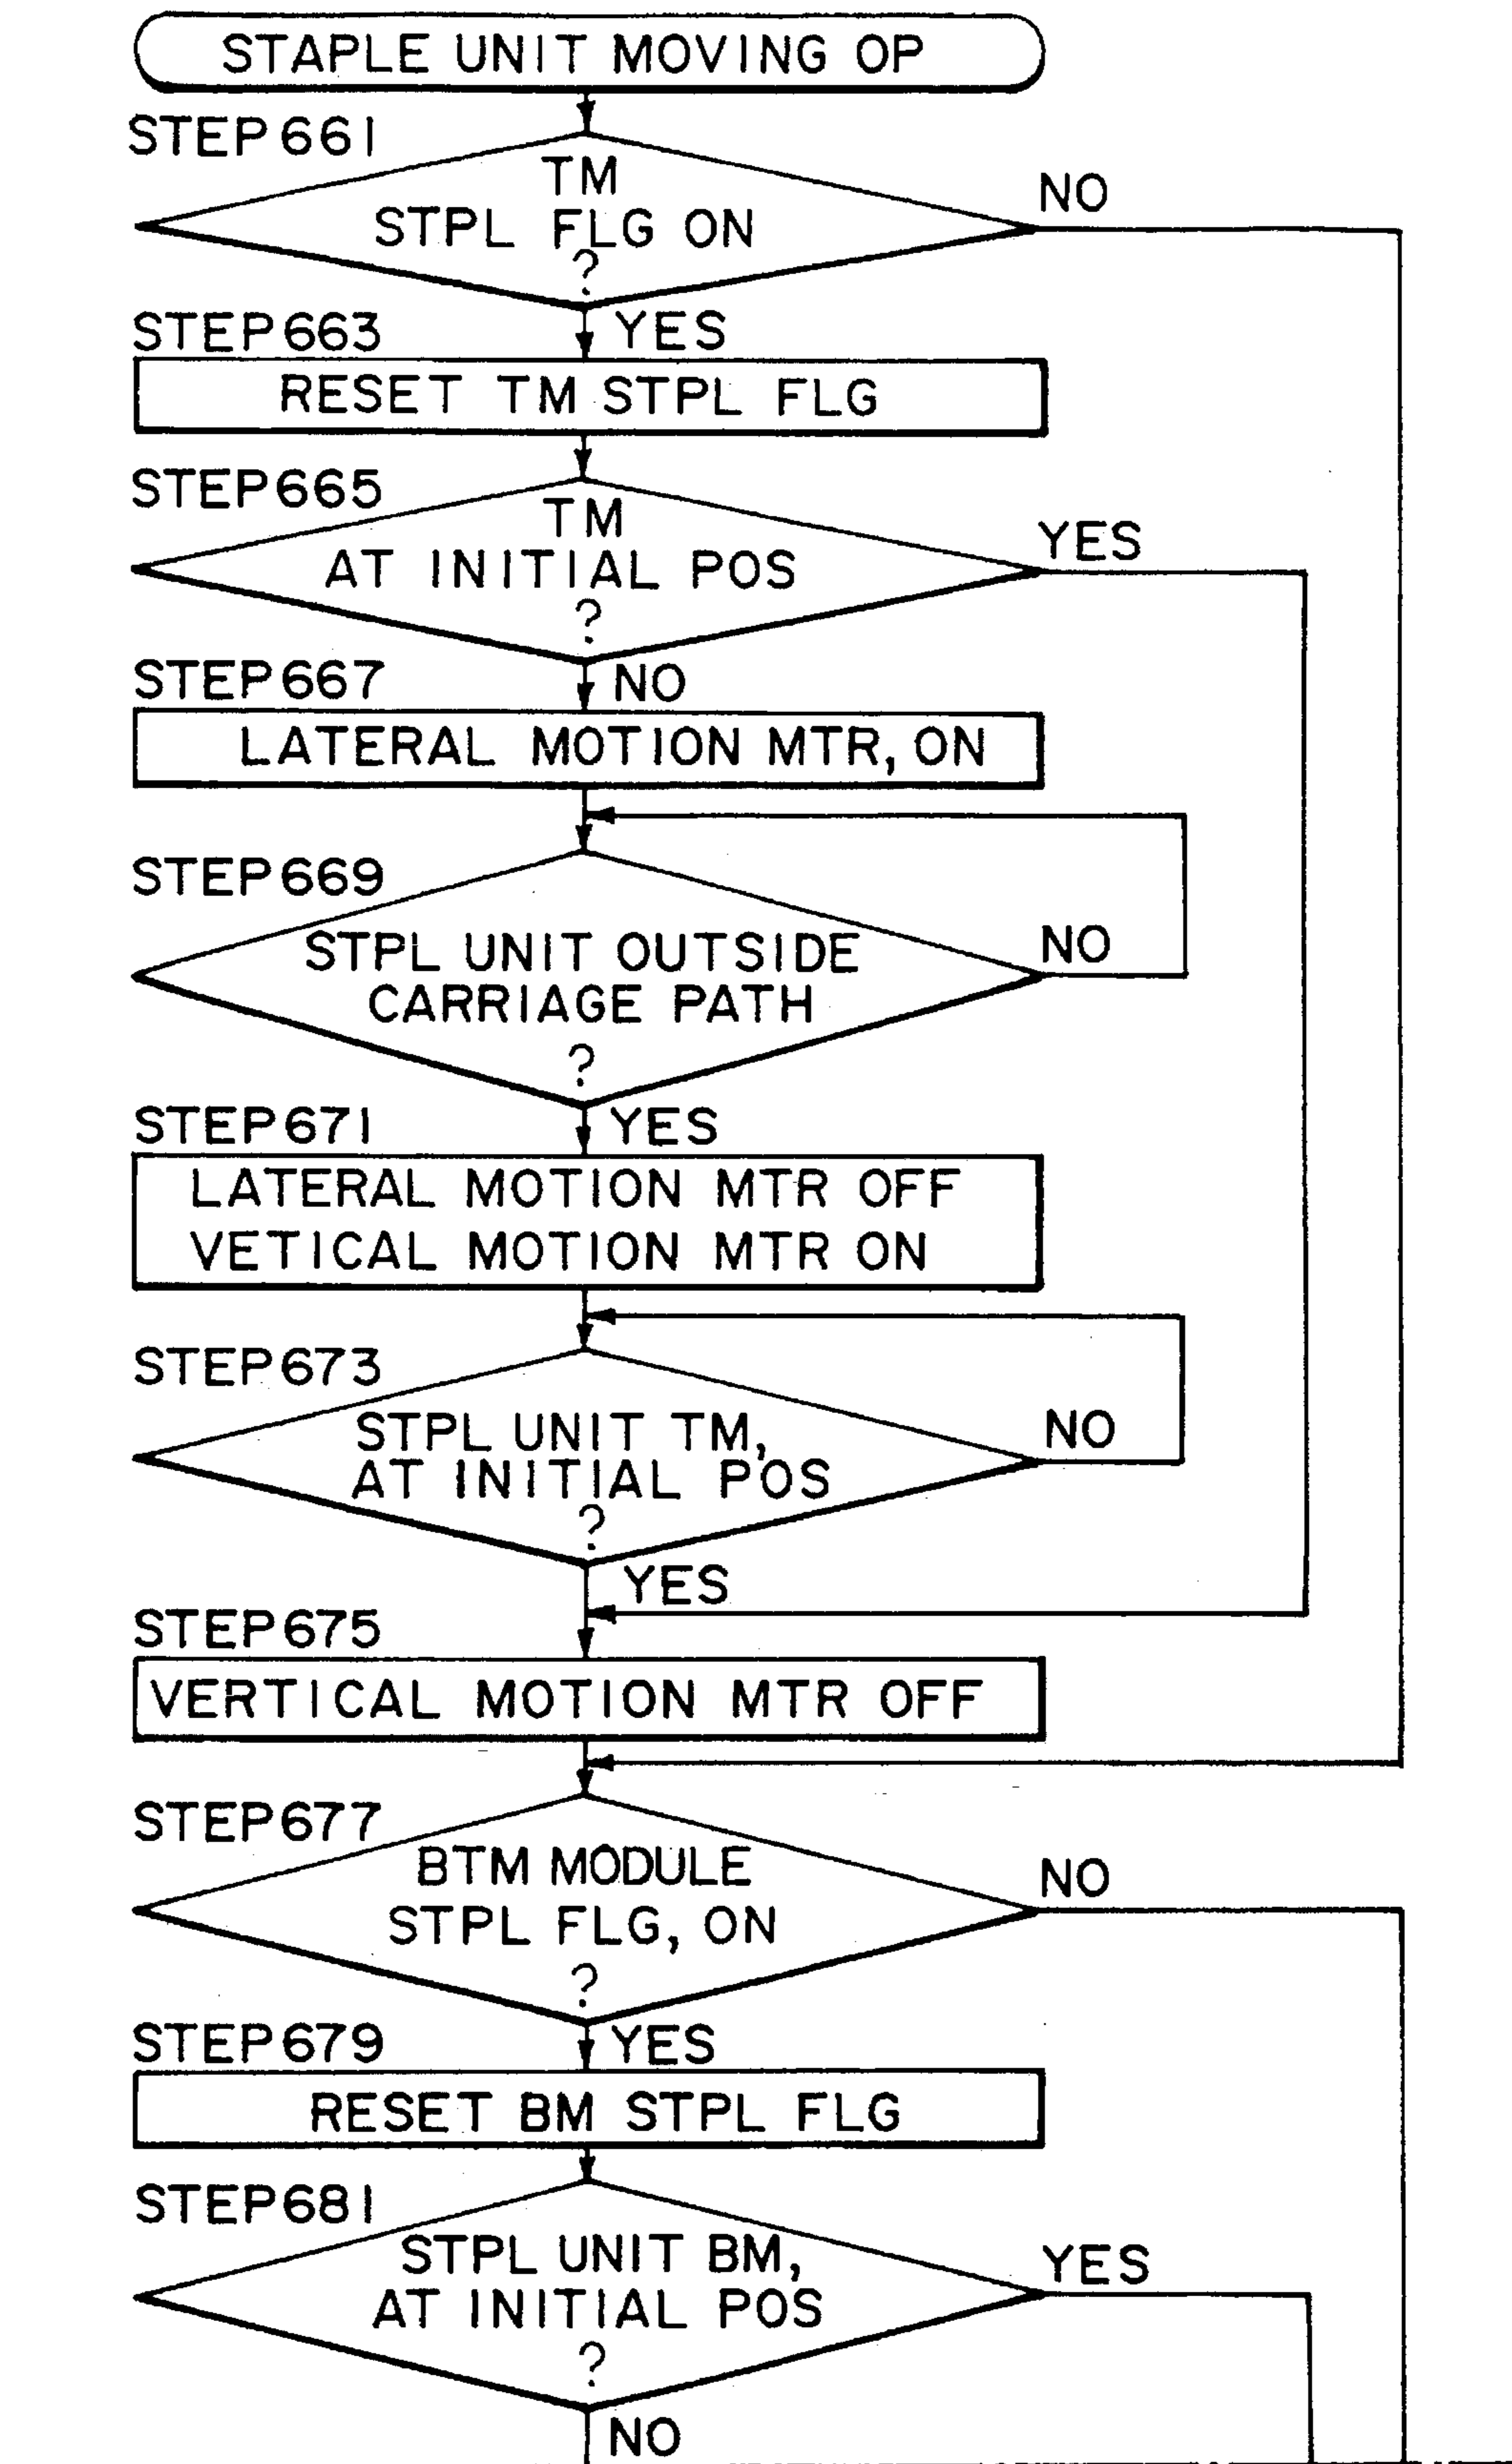 STAPLE UNIT MOVING OP
STEP661
TM
STPL FLG ON
?
NO
STEP663
YES
RESET TM STPL FLG
STEP665
TM
AT INITIAL POS
?
YES
STEP667
NO
LATERAL MOTION MTR, ON
STEP669
STPL UNIT OUTSIDE
CARRIAGE PATH
?
NO
STEP671
YES
LATERAL MOTION MTR OFF
VETICAL MOTION MTR ON
STEP673
STPL UNIT TM,
AT INITIAL POS
?
NO
YES
STEP675
VERTICAL MOTION MTR OFF
STEP677
BTM MODULE
STPL FLG, ON
?
NO
STEP679
YES
RESET BM STPL FLG
STEP681
STPL UNIT BM,
AT INITIAL POS
?
YES
NO